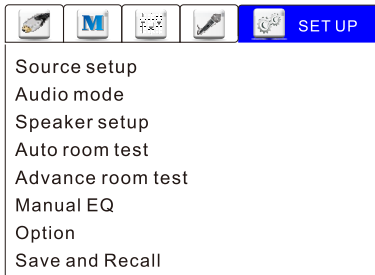 M
SET UP
Source setup
Audio mode
Speaker setup
Auto room test
Advance room test
Manual EQ
Option
Save and Recall